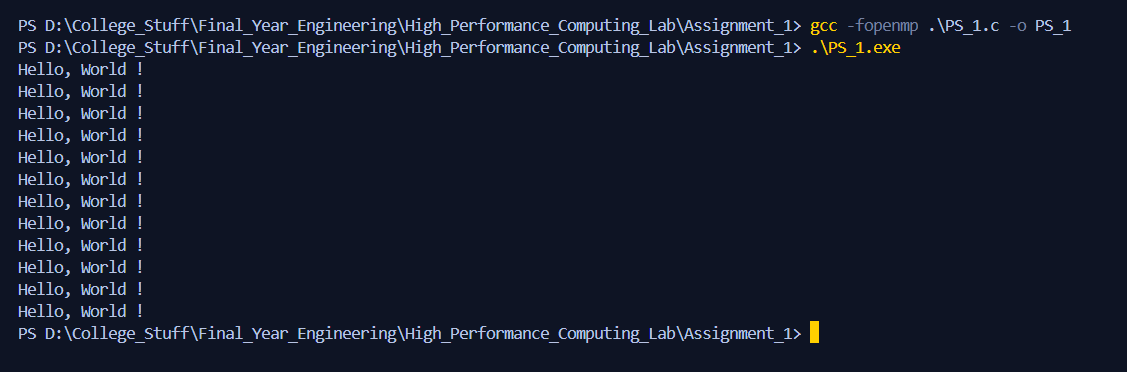 PS D:\College_Stuff\Final_Year_Engineering\High_Performance_Computing_Lab\Assignment_1> gcc -fopenmp .\PS_1.c -o PS_1
PS D:\College_Stuff\Final_Year_Engineering\High_Performance_Computing_Lab\Assignment_1> .\PS_1.exe
Hello, World !
Hello, World !
Hello, World !
Hello, World !
Hello, World !
Hello, World !
Hello, World !
Hello, World !
Hello, World !
Hello, World !
Hello, World !
Hello, World !
PS D:\College_Stuff\Final_Year_Engineering\High_Performance_Computing_Lab\Assignment_1>